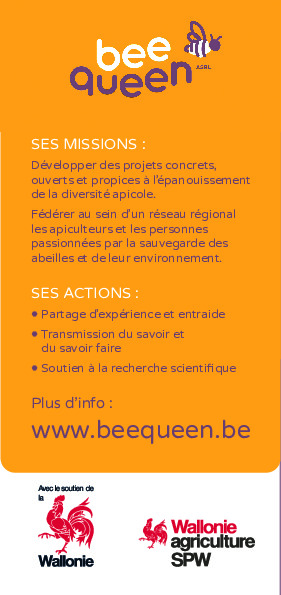 bee
queen
ASBL
SES MISSIONS :
Développer des projets concrets,
ouverts et propices à l'épanouissement
de la diversité apicole.
Fédérer au sein d'un réseau régional
les apiculteurs et les personnes
passionnées par la sauvegarde des
abeilles et de leur environnement.
SES ACTIONS :
• Partage d'expérience et entraide
• Transmission du savoir et
du savoir faire
• Soutien à la recherche scientifique
Plus d'info :
www.beequeen.be
Avec le soutien de
la
Wallonie
Wallonie
agriculture
SPW